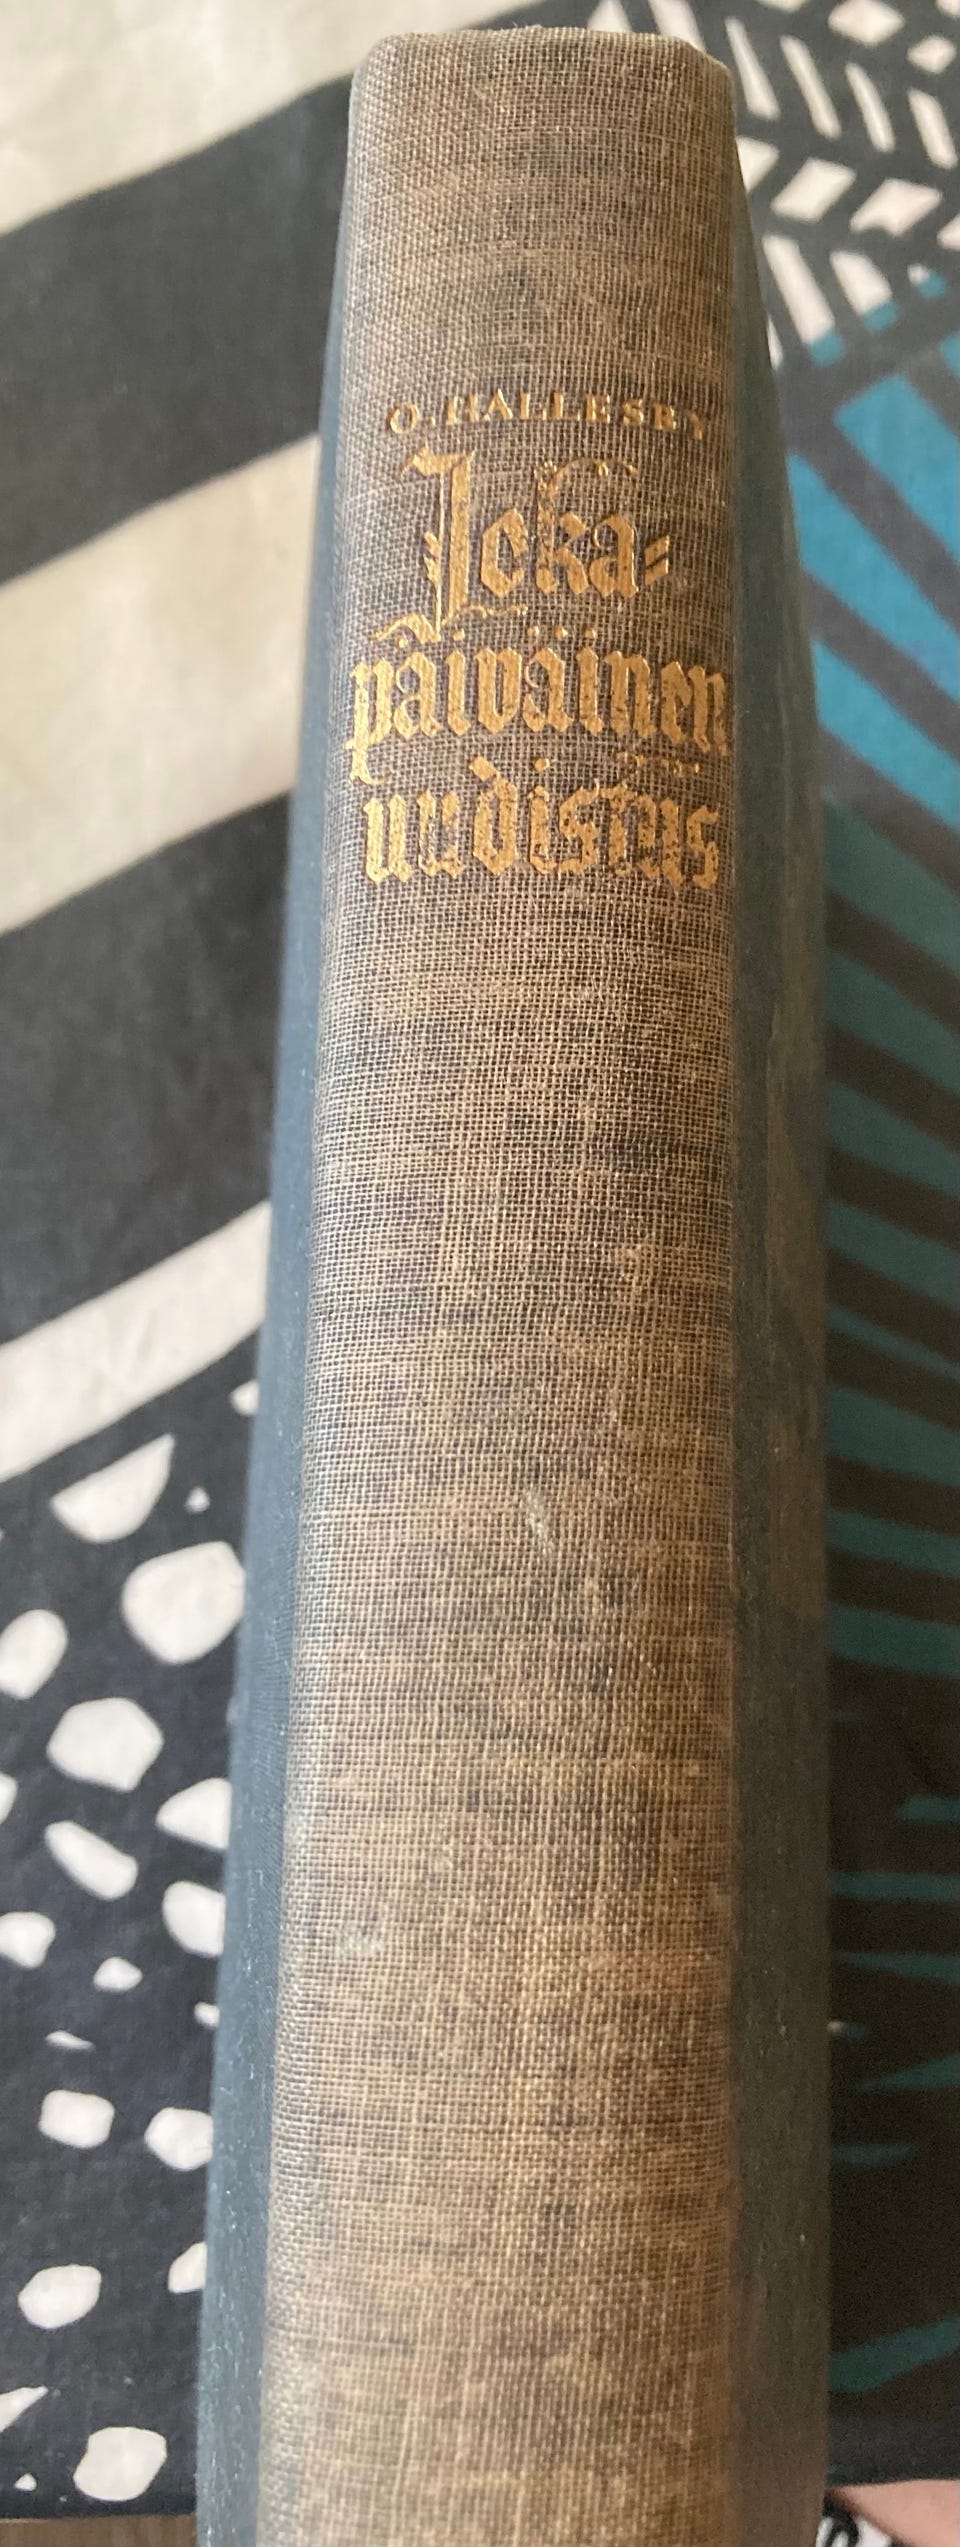 O. HALLESBY
Joka=
päiväinen
uudistus